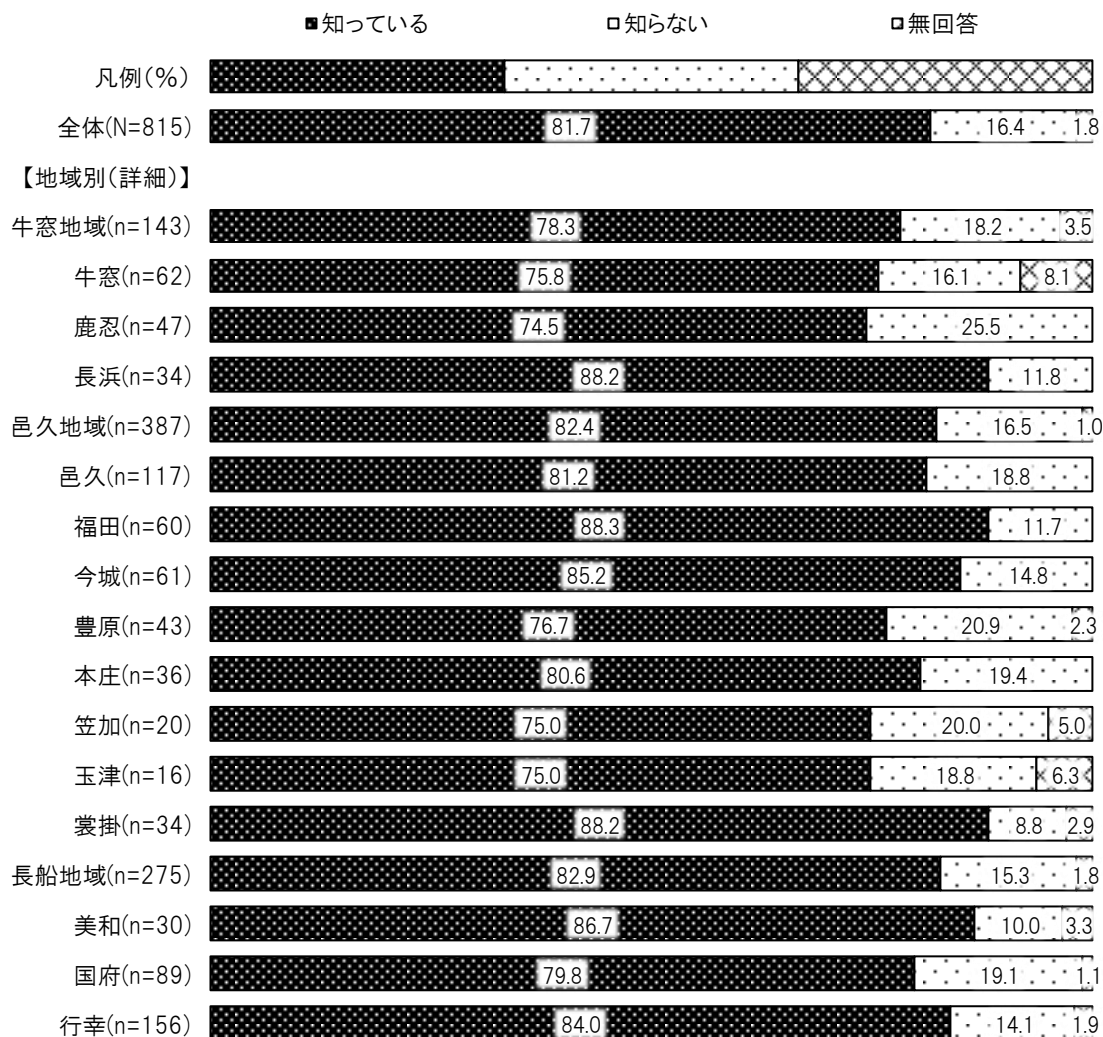 知っている 知らない 無回答
凡例(%)
全体(N=815) 81.7 16.4 1.8
【地域別(詳細)】
牛窓地域(n=143) 78.3 18.2 3.5
牛窓(n=62) 75.8 16.1 8.1
鹿忍(n=47) 74.5 25.5
長浜(n=34) 88.2 11.8
邑久地域(n=387) 82.4 16.5 1.0
邑久(n=117) 81.2 18.8
福田(n=60) 88.3 11.7
今城(n=61) 85.2 14.8
豊原(n=43) 76.7 20.9 2.3
本庄(n=36) 80.6 19.4
笠加(n=20) 75.0 20.0 5.0
玉津(n=16) 75.0 18.8 6.3
裳掛(n=34) 88.2 8.8 2.9
長船地域(n=275) 82.9 15.3 1.8
美和(n=30) 86.7 10.0 3.3
国府(n=89) 79.8 19.1 1.1
行幸(n=156) 84.0 14.1 1.9